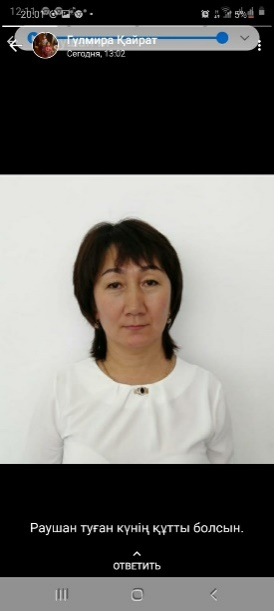 Гүлмира Қайрат
Сегодня, 13:02
Раушан туған күнің құтты болсын.
ОТВЕТИТЬ